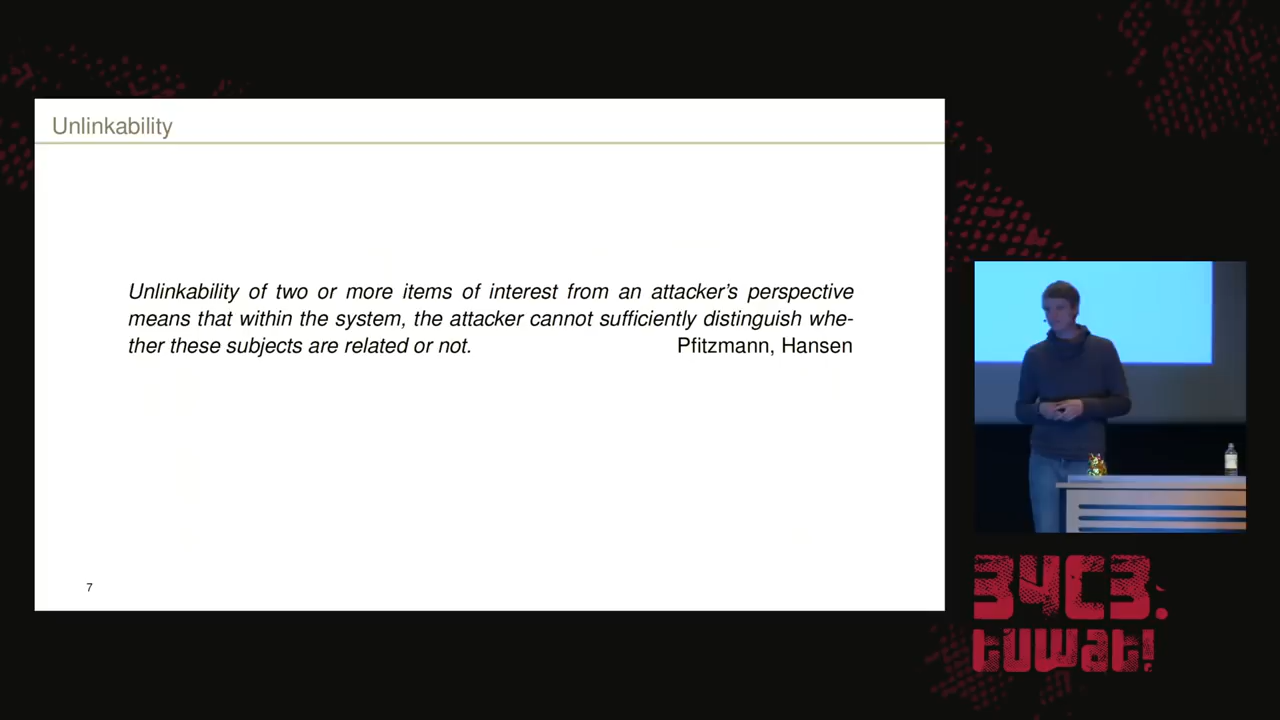 Unlinkability
Unlinkability of two or more items of interest from an attacker's perspective
means that within the system, the attacker cannot sufficiently distinguish whe-
ther these subjects are related or not. Pfitzmann, Hansen
7
34C3.
tuwat!